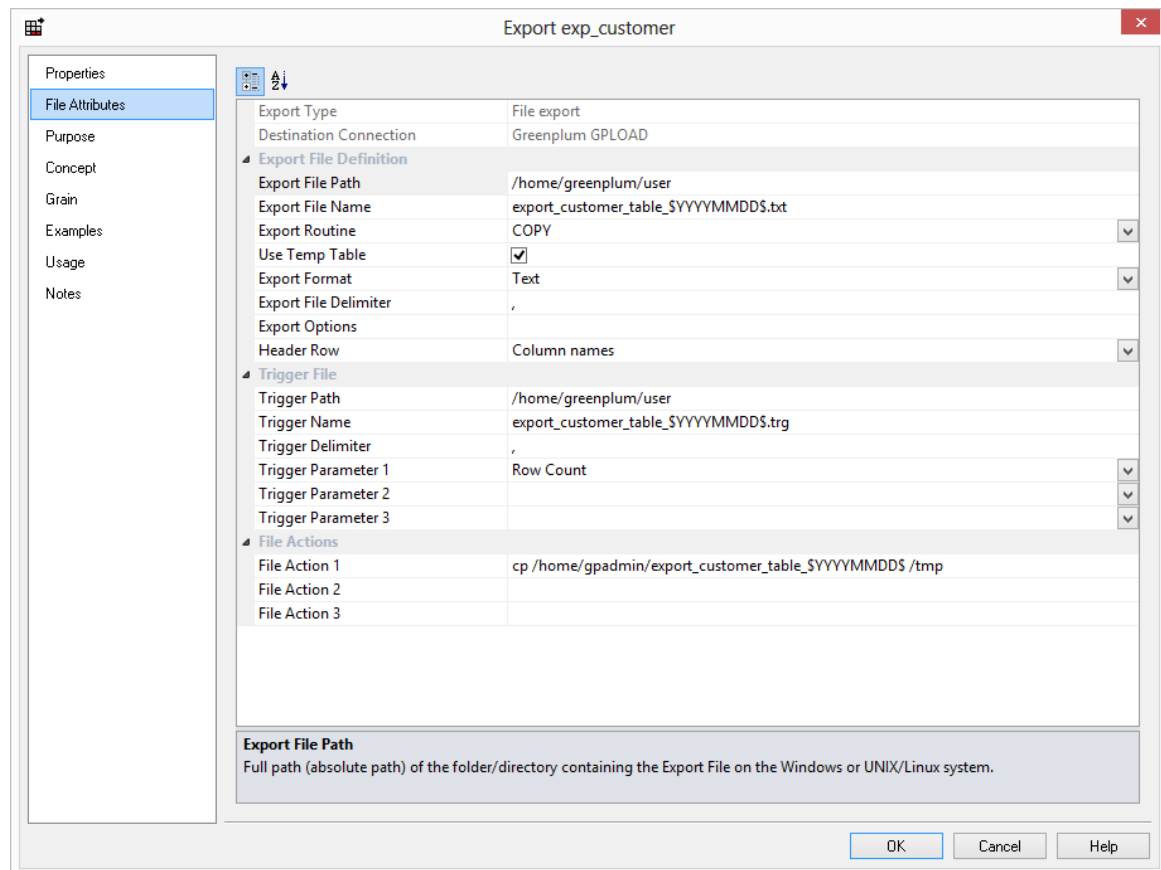 Export exp_customer
Properties
File Attributes
Purpose
Concept
Grain
Examples
Usage
Notes
Export Type File export
Destination Connection Greenplum GPLOAD
Export File Definition
Export File Path /home/greenplum/user
Export File Name export_customer_table_$YYYYMMDD$.txt
Export Routine COPY
Use Temp Table
Export Format Text
Export File Delimiter ,
Export Options
Header Row Column names
Trigger File
Trigger Path /home/greenplum/user
Trigger Name export_customer_table_$YYYYMMDD$.trg
Trigger Delimiter ,
Trigger Parameter 1 Row Count
Trigger Parameter 2
Trigger Parameter 3
File Actions
File Action 1 cp /home/gpadmin/export_customer_table_$YYYYMMDD$ /tmp
File Action 2
File Action 3
Export File Path
Full path (absolute path) of the folder/directory containing the Export File on the Windows or UNIX/Linux system.
OK Cancel Help